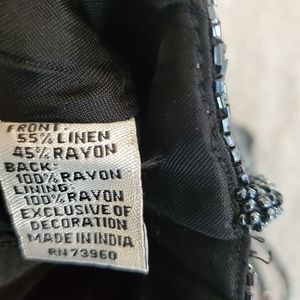 FRONT:
55% LINEN
45% RAYON
BACK:
100% RAYON
LINING:
100% RAYON
EXCLUSIVE OF
DECORATION
MADE IN INDIA
RN 73960